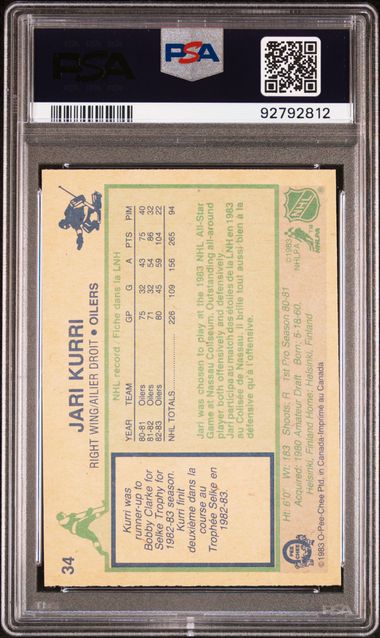 PSA
PSA
92792812
34
JARI KURRI
RIGHT WING/AILIER DROIT • OILERS
Kurri was
runner-up to
Bobby Clarke for
Selke Trophy for
1982-83 season.
Kurri finit
deuxième dans la
course au
Trophée Selke en
1982-83.
NHL record / Fiche dans la LNH
YEAR TEAM GP G A PTS PIM
80-81 Oilers 75 32 43 75 40
81-82 Oilers 71 32 54 86 32
82-83 Oilers 80 45 59 104 22
NHL TOTALS 226 109 156 265 94
Jari was chosen to play at the 1983 NHL All-Star
Game at Nassau Coliseum. Outstanding all-around
player both offensively and defensively.
Jari participa au match des étoiles de la LNH en 1983
au Colisée de Nassau. Il brille aussi bien à la
défensive qu'à l'offensive.
NHL
©1983
NHLPA
NHLPA
Ht: 6'0" Wt: 183 Shoots: R 1st Pro Season 80-81
Acquired: 1980 Amateur Draft Born: 5-18-60,
Helsinki, Finland Home: Helsinki, Finland
O PEE CHEE
©1983 O-Pee-Chee Ptd. in Canada-Imprimé au Canada
PSA